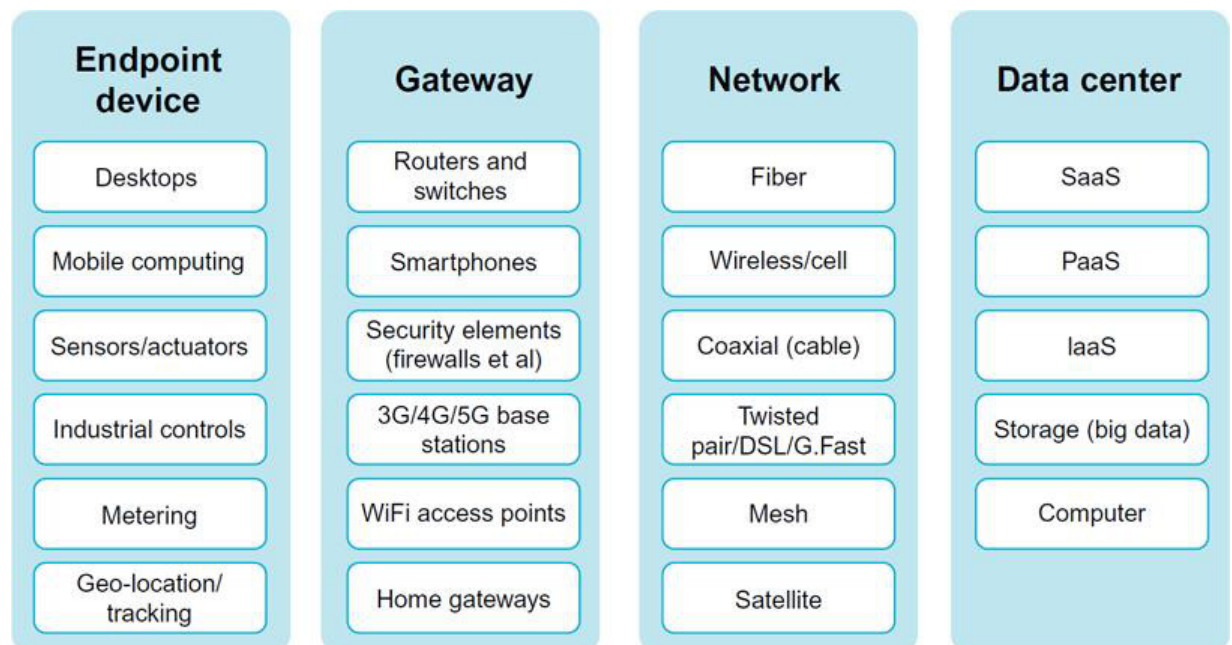 Endpoint
device
Desktops
Mobile computing
Sensors/actuators
Industrial controls
Metering
Geo-location/
tracking
Gateway
Routers and
switches
Smartphones
Security elements
(firewalls et al)
3G/4G/5G base
stations
WiFi access points
Home gateways
Network
Fiber
Wireless/cell
Coaxial (cable)
Twisted
pair/DSL/G.Fast
Mesh
Satellite
Data center
SaaS
PaaS
IaaS
Storage (big data)
Computer